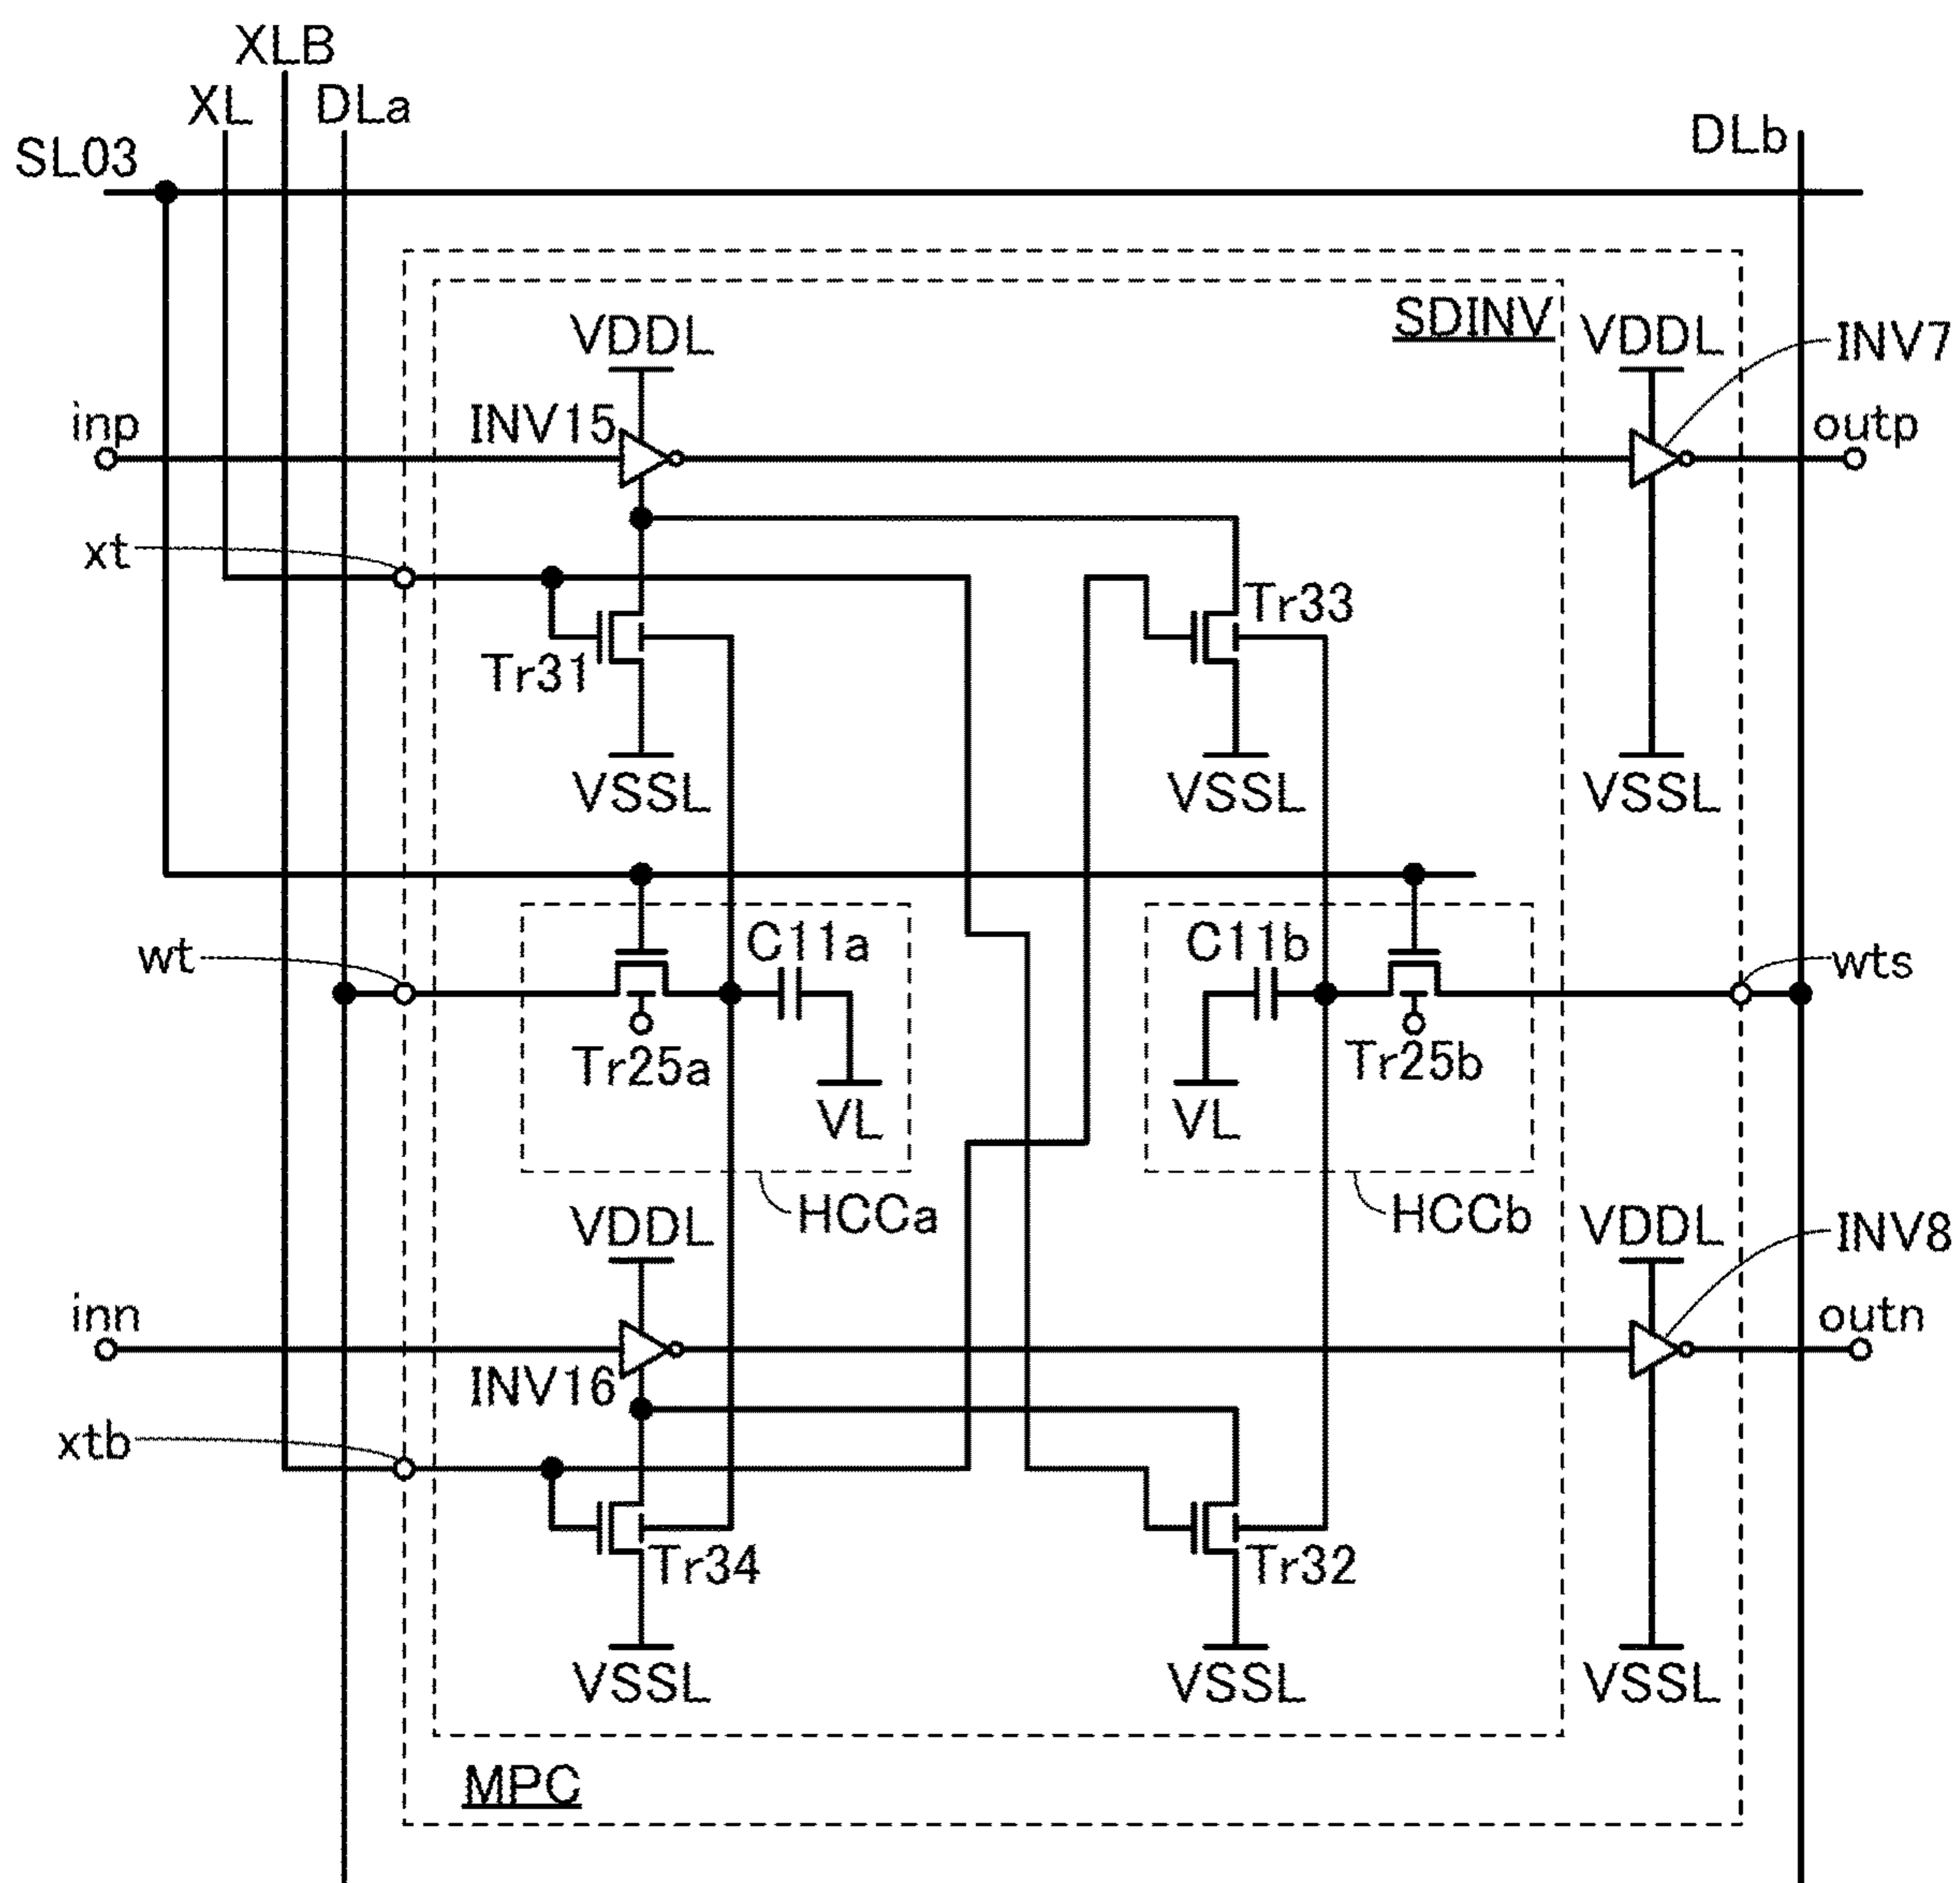 XLB
XL
DLa
SL03
DLb
SDINV
VDDL
VDDL
INV7
inp
INV15
outp
xt
Tr33
Tr31
VSSL
VSSL
VSSL
wt
C11a
C11b
wts
Tr25a
Tr25b
VL
VL
HCCa
HCCb
VDDL
VDDL
INV8
inn
outn
INV16
xtb
Tr34
Tr32
VSSL
VSSL
VSSL
MPC